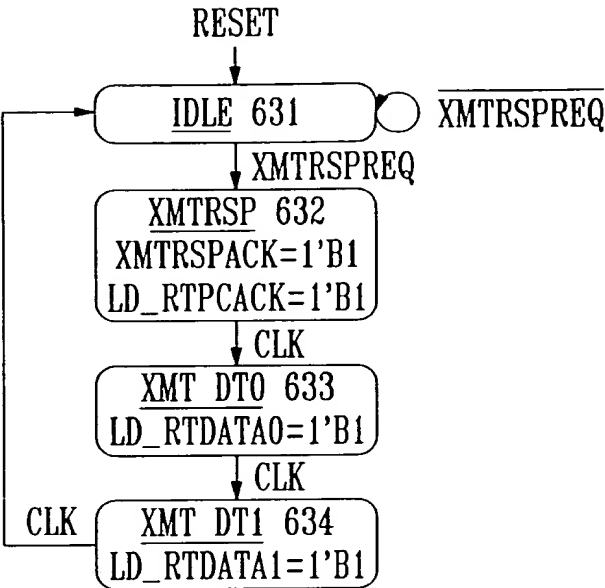 RESET
IDLE 631
XMTRSPREQ
XMTRSPREQ
XMTRSP 632
XMTRSPACK=1'B1
LD_RTPCACK=1'B1
CLK
XMT DT0 633
LD_RTDATA0=1'B1
CLK
CLK
XMT DT1 634
LD_RTDATA1=1'B1